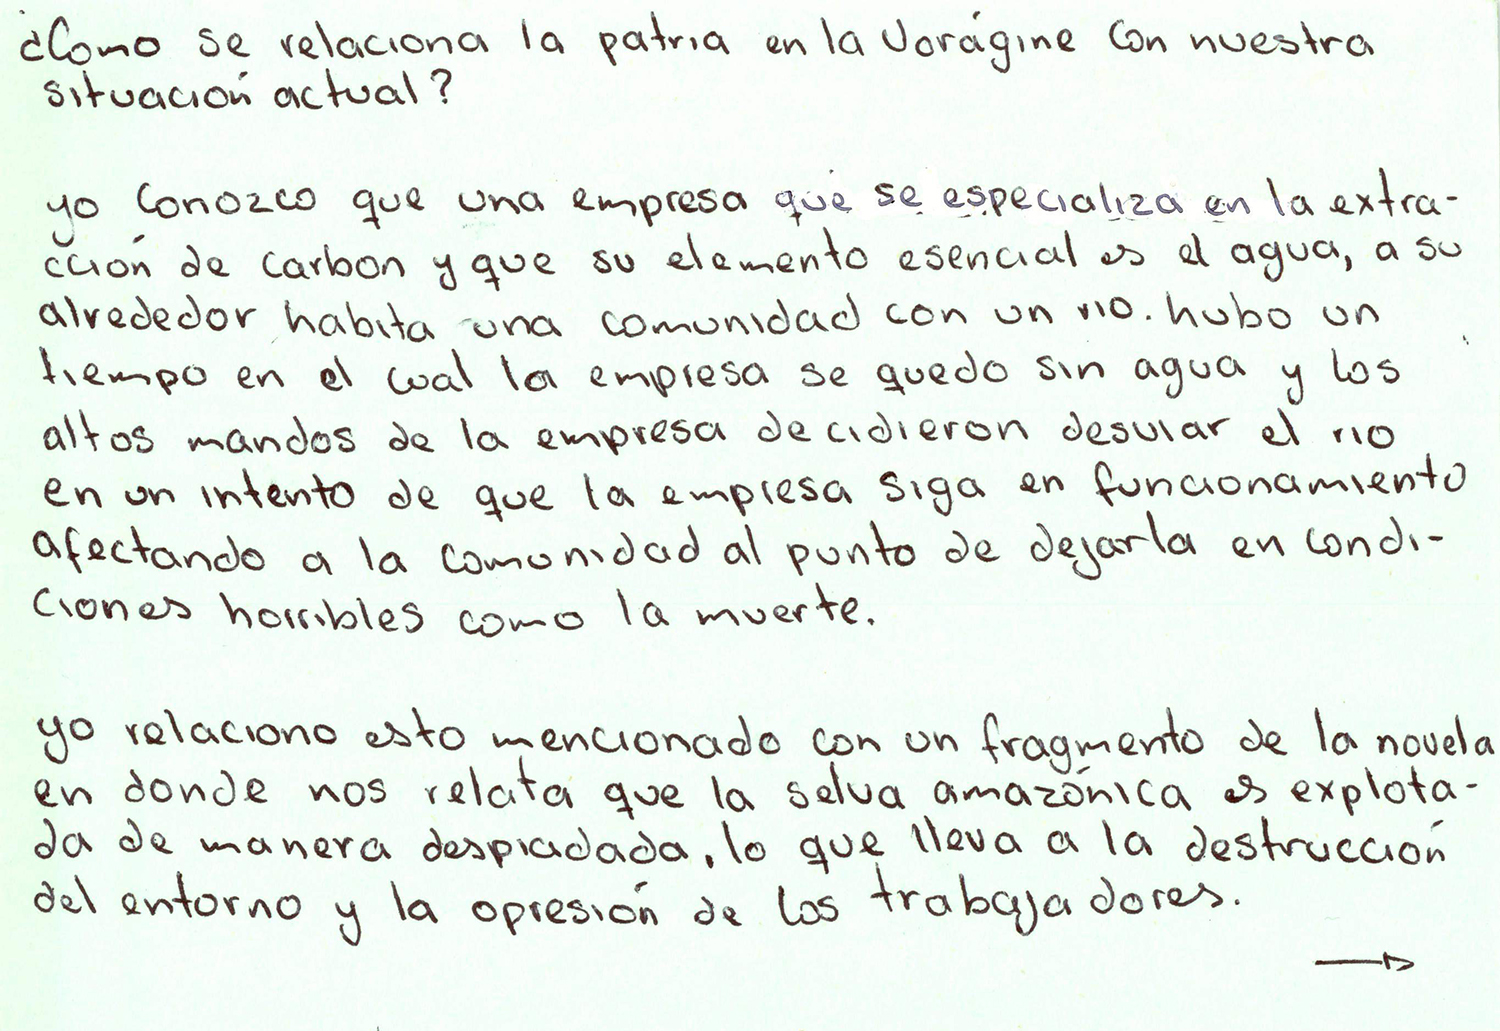 ¿Como se relaciona la patria en la Vorágine con nuestra
situación actual?
yo conozco que una empresa que se especializa en la extra-
cción de carbon y que su elemento esencial es el agua, a su
alrededor habita una comunidad con un rio. hubo un
tiempo en el cual la empresa se quedo sin agua y los
altos mandos de la empresa decidieron desviar el rio
en un intento de que la empresa siga en funcionamiento
afectando a la comunidad al punto de dejarla en condi-
ciones horribles como la muerte.
yo relaciono esto mencionado con un fragmento de la novela
en donde nos relata que la selva amazónica es explota-
da de manera despiadada, lo que lleva a la destrucción
del entorno y la opresión de los trabajadores.